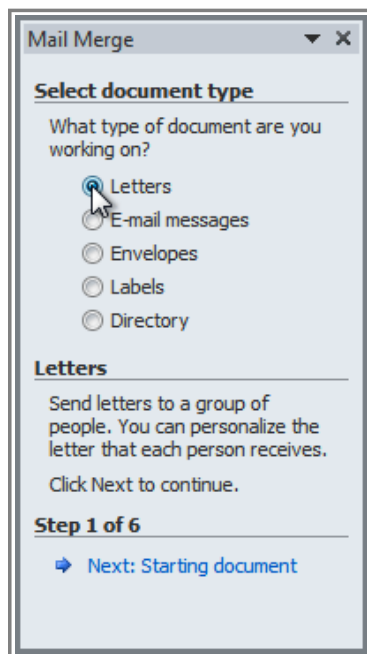 Mail Merge
Select document type
What type of document are you
working on?
Letters
E-mail messages
Envelopes
Labels
Directory
Letters
Send letters to a group of
people. You can personalize the
letter that each person receives.
Click Next to continue.
Step 1 of 6
Next: Starting document